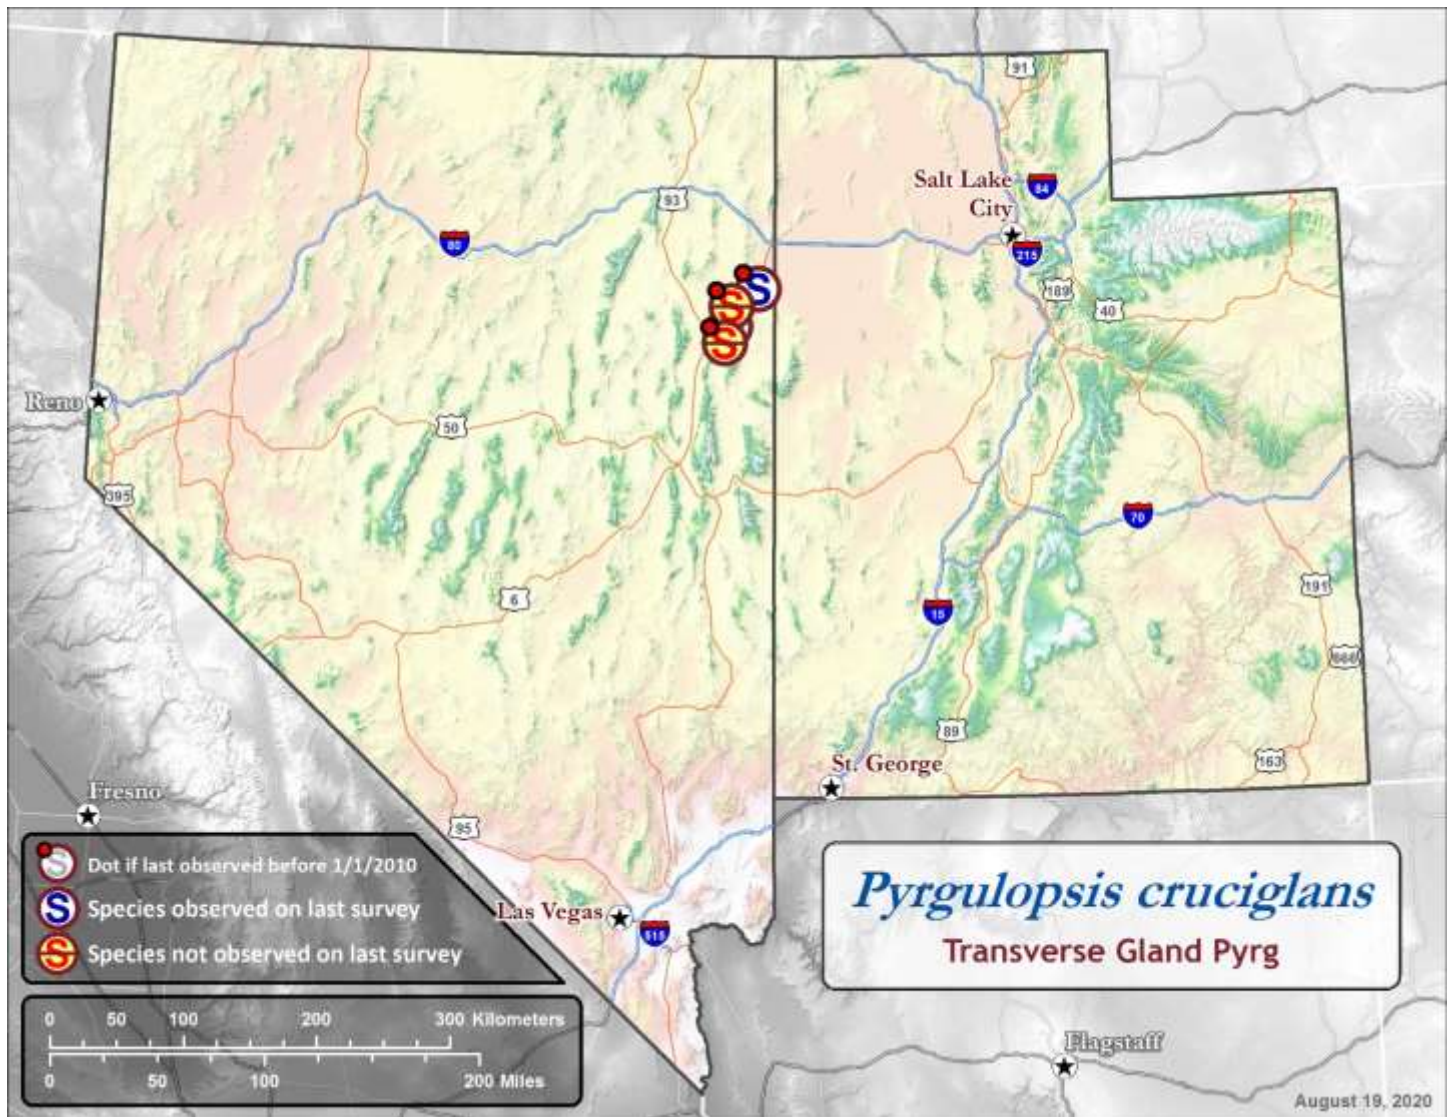 91
Salt Lake
City
84
93
80
215
189
40
S
S
S
Reno
50
395
70
6
191
15
666
89
St. George
163
Fresno
95
S Dot if last observed before 1/1/2010
S Species observed on last survey
S Species not observed on last survey
Las Vegas
515
Pyrgulopsis cruciglans
Transverse Gland Pyrg
0 50 100 200 300 Kilometers
0 50 100 200 Miles
Flagstaff
August 19, 2020